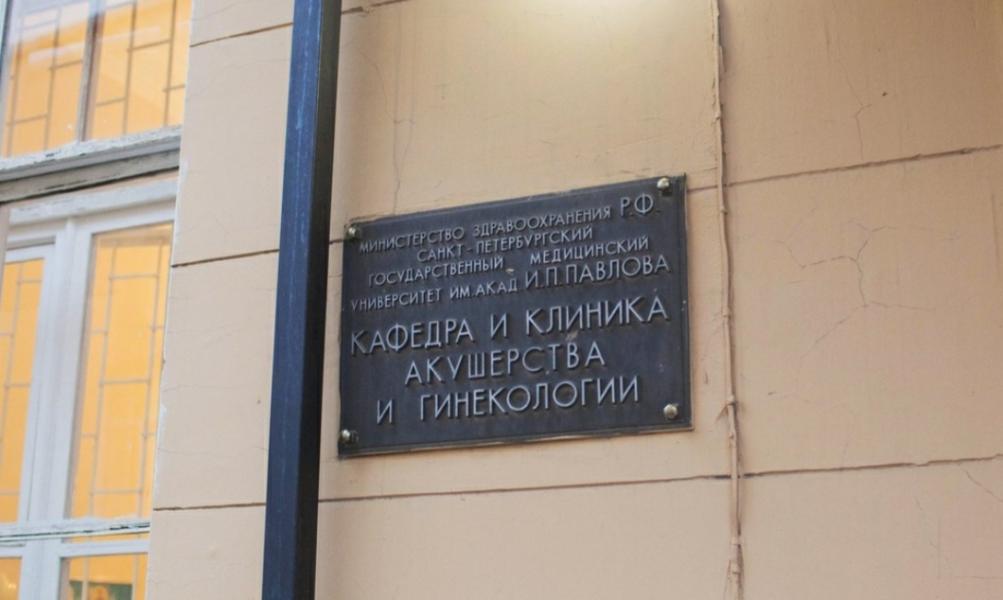 МИНИСТЕРСТВО ЗДРАВООХРАНЕНИЯ Р.Ф.
САНКТ-ПЕТЕРБУРГСКИЙ
ГОСУДАРСТВЕННЫЙ МЕДИЦИНСКИЙ
УНИВЕРСИТЕТ ИМ.АКАД И.П.ПАВЛОВА
КАФЕДРА И КЛИНИКА
АКУШЕРСТВА
И ГИНЕКОЛОГИИ